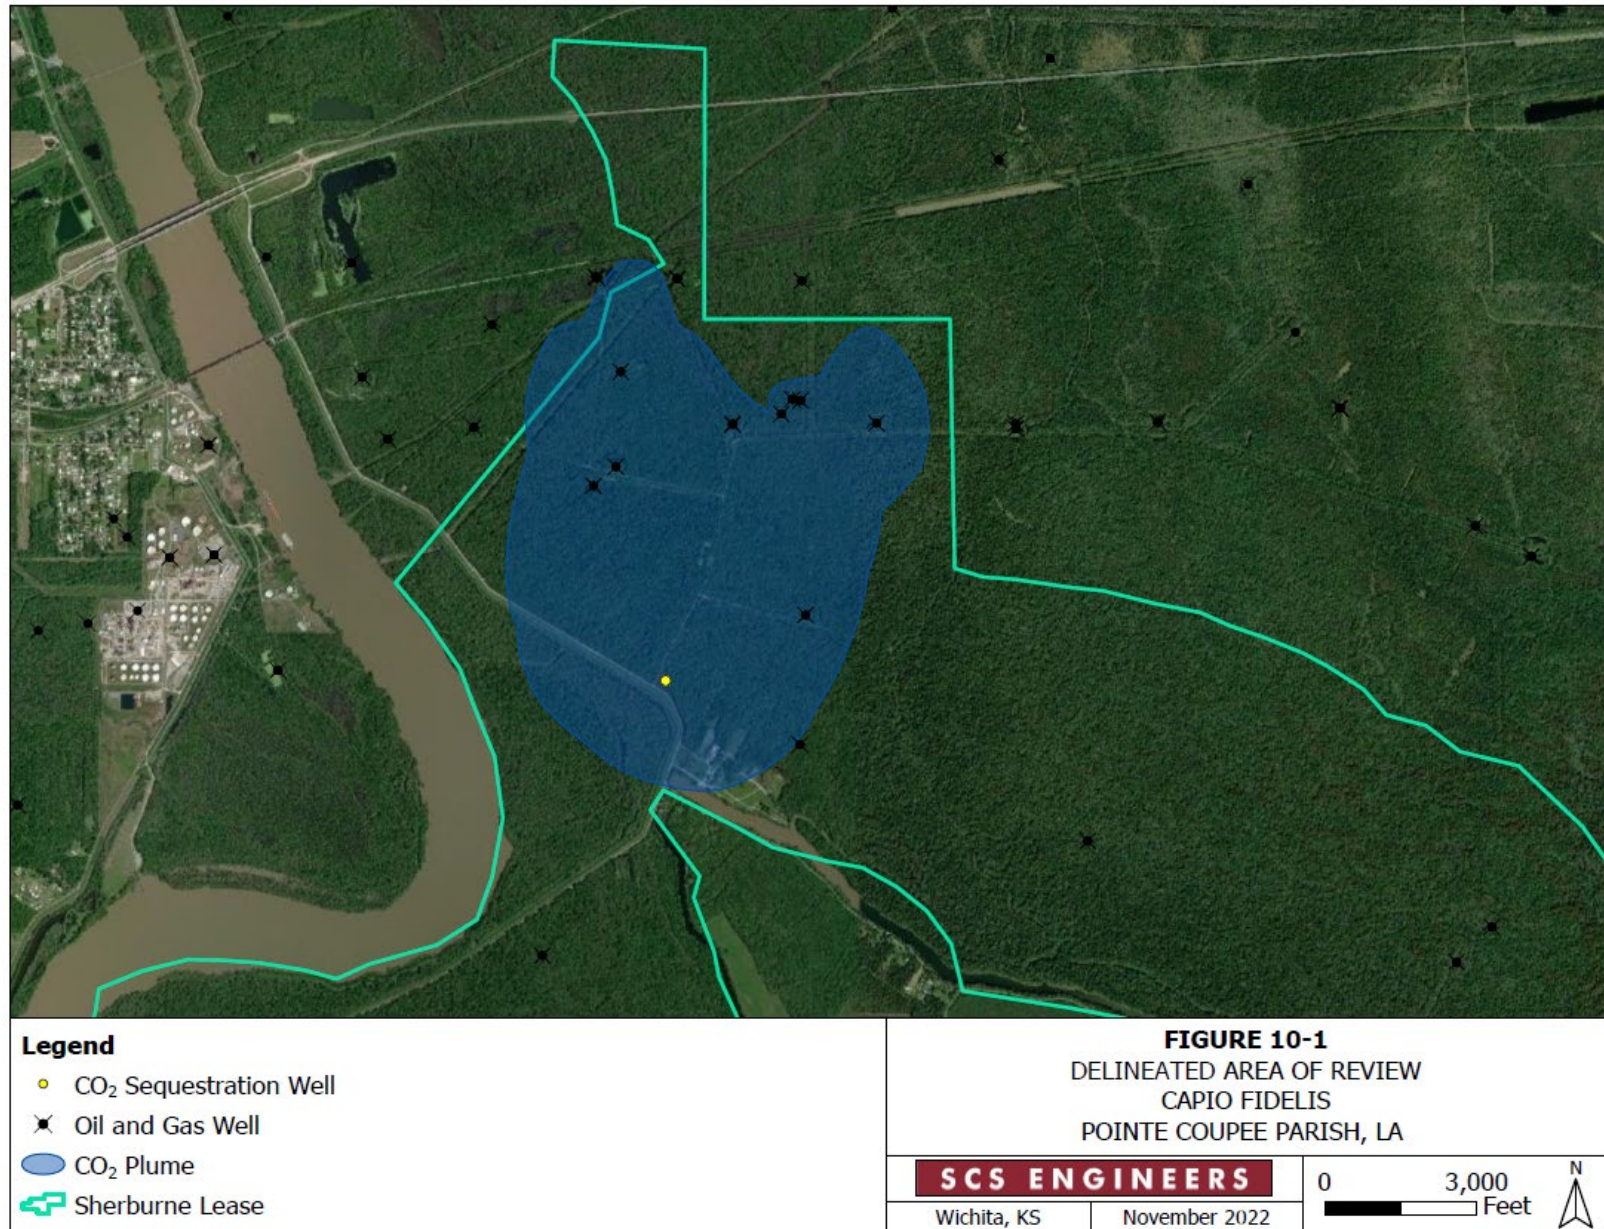 Legend
CO₂ Sequestration Well
Oil and Gas Well
CO₂ Plume
Sherburne Lease
FIGURE 10-1
DELINEATED AREA OF REVIEW
CAPIO FIDELIS
POINTE COUPEE PARISH, LA
SCS ENGINEERS
Wichita, KS
November 2022
0 3,000
Feet
N